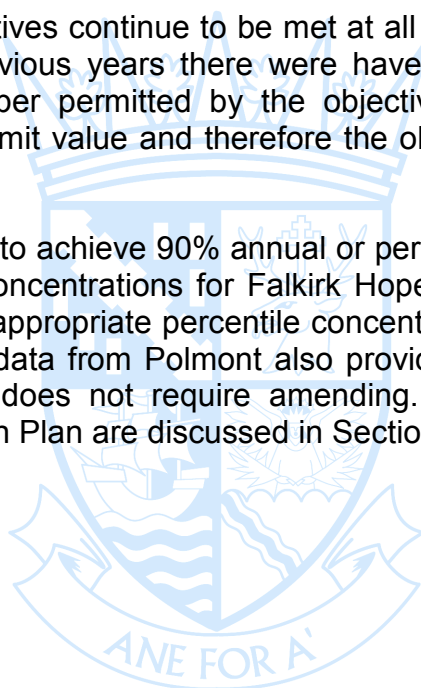 tives continue to be met at all
vious years there were have
ber permitted by the objectiv
mit value and therefore the ob
to achieve 90% annual or per
oncentrations for Falkirk Hope
appropriate percentile concent
data from Polmont also provid
does not require amending.
n Plan are discussed in Sectio
ANE FOR A'